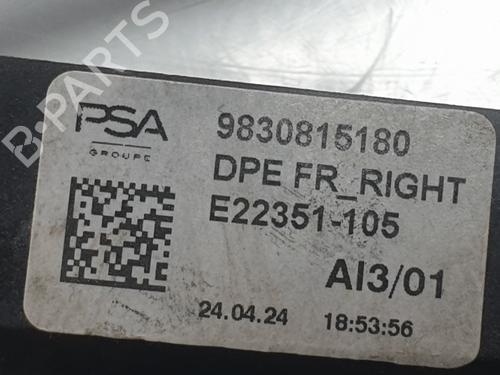 PSA
GROUPE
9830815180
DPE FR_RIGHT
E22351-105
AI3/01
24.04.24 18:53:56
B-PARTS